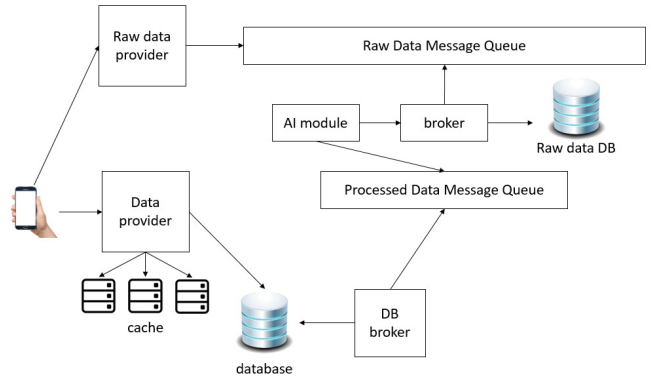 Raw data
provider
Raw Data Message Queue
AI module
broker
Raw data DB
Processed Data Message Queue
Data
provider
cache
DB
broker
database